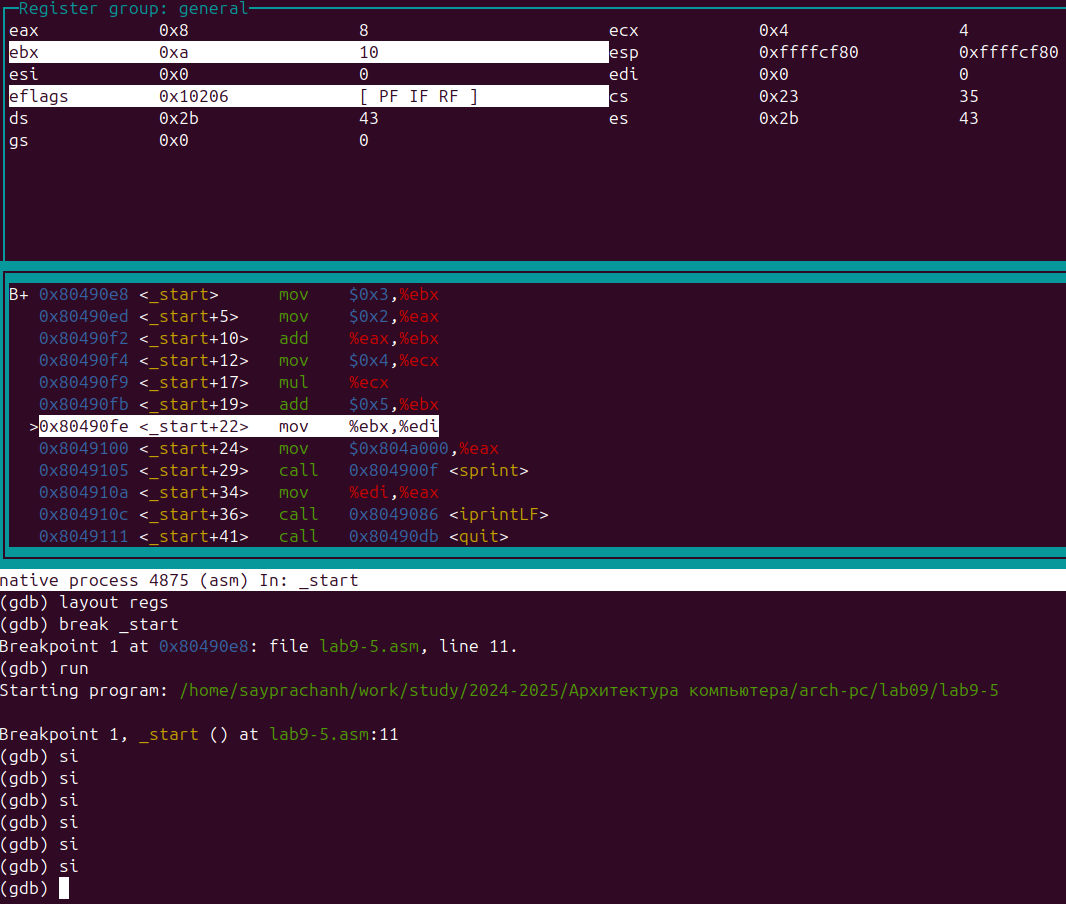 Register group: general
eax 0x8 8 ecx 0x4 4
ebx 0xa 10 esp 0xffffcf80 0xffffcf80
esi 0x0 0 edi 0x0 0
eflags 0x10206 [ PF IF RF ] cs 0x23 35
ds 0x2b 43 es 0x2b 43
gs 0x0 0
B+ 0x80490e8 <_start> mov $0x3,%ebx
0x80490ed <_start+5> mov $0x2,%eax
0x80490f2 <_start+10> add %eax,%ebx
0x80490f4 <_start+12> mov $0x4,%ecx
0x80490f9 <_start+17> mul %ecx
0x80490fb <_start+19> add $0x5,%ebx
>0x80490fe <_start+22> mov %ebx,%edi
0x8049100 <_start+24> mov $0x804a000,%eax
0x8049105 <_start+29> call 0x804900f <sprint>
0x804910a <_start+34> mov %edi,%eax
0x804910c <_start+36> call 0x8049086 <iprintLF>
0x8049111 <_start+41> call 0x80490db <quit>
native process 4875 (asm) In: _start
(gdb) layout regs
(gdb) break _start
Breakpoint 1 at 0x80490e8: file lab9-5.asm, line 11.
(gdb) run
Starting program: /home/sayprachanh/work/study/2024-2025/Архитектура компьютера/arch-pc/lab09/lab9-5
Breakpoint 1, _start () at lab9-5.asm:11
(gdb) si
(gdb) si
(gdb) si
(gdb) si
(gdb) si
(gdb) si
(gdb)